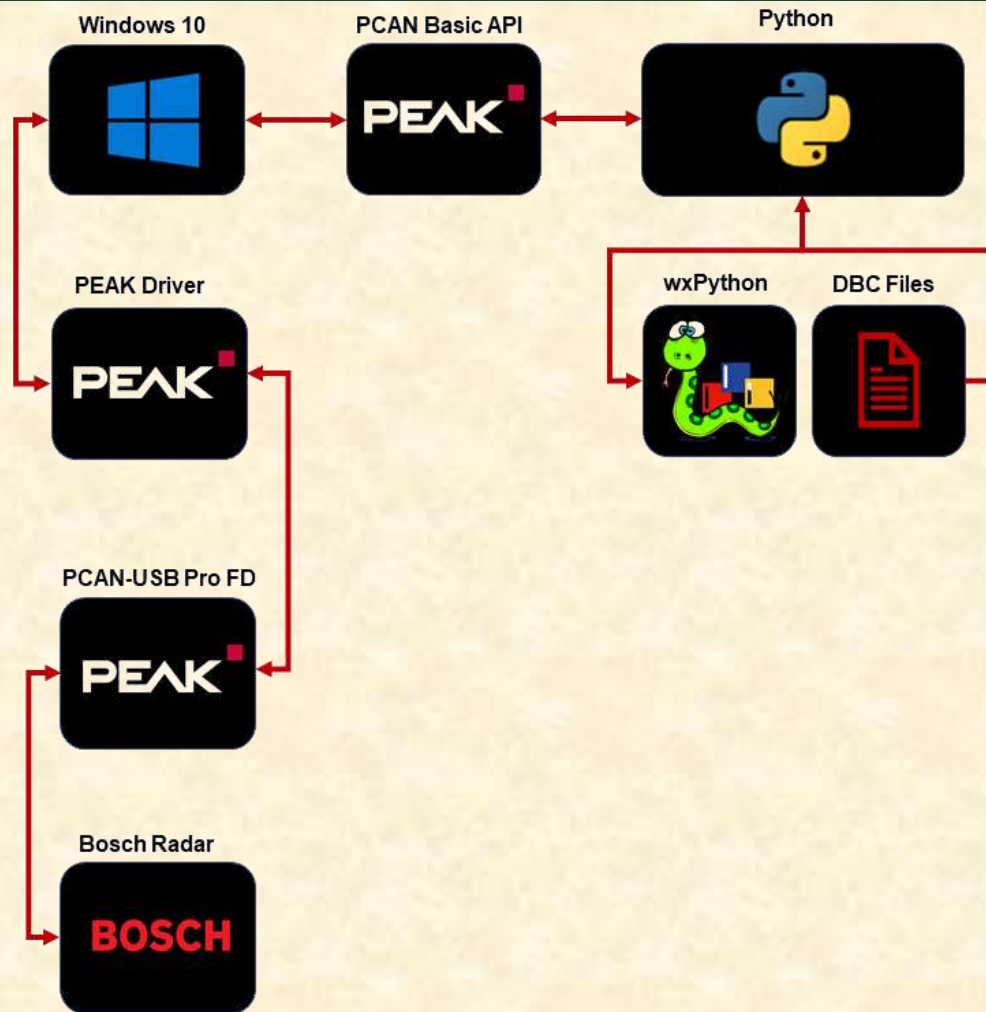 Windows 10
PCAN Basic API
Python
PEAK
wxPython
DBC Files
PEAK Driver
PEAK
PCAN-USB Pro FD
PEAK
Bosch Radar
BOSCH